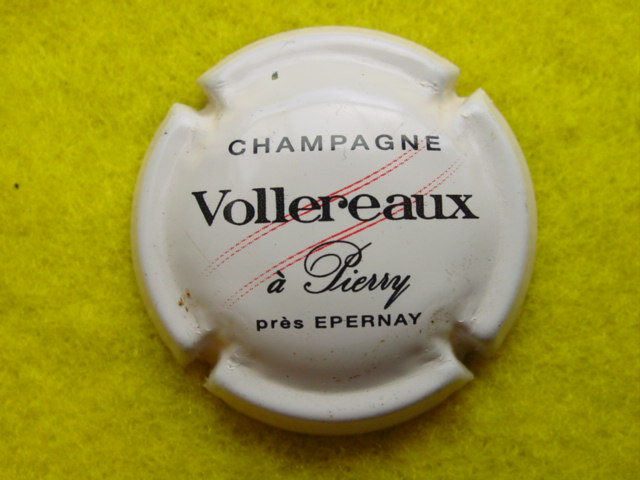 CHAMPAGNE
Vollereaux
à Pierry
près EPERNAY